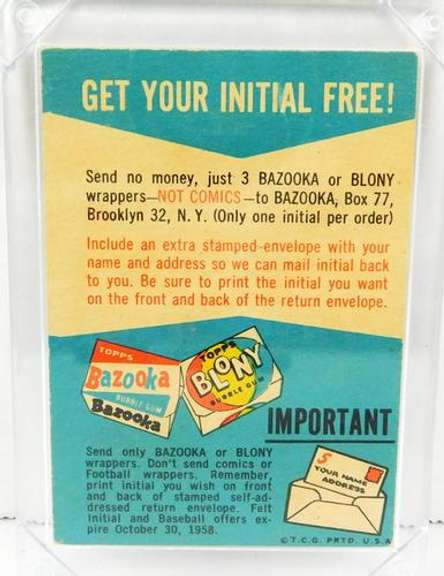 GET YOUR INITIAL FREE!
Send no money, just 3 BAZOOKA or BLONY
wrappers—NOT COMICS—to BAZOOKA, Box 77,
Brooklyn 32, N. Y. (Only one initial per order)
Include an extra stamped-envelope with your
name and address so we can mail initial back
to you. Be sure to print the initial you want
on the front and back of the return envelope.
TOPPS
Bazooka
BUBBLE GUM
Bazooka
TOPPS
BLONY
BUBBLE GUM
IMPORTANT
Send only BAZOOKA or BLONY
wrappers. Don't send comics or
Football wrappers. Remember,
print initial you wish on front
and back of stamped self-ad-
dressed return envelope. Felt
Initial and Baseball offers ex-
pire October 30, 1958.
S
YOUR NAME
ADDRESS
©T.C.G. PRTD. U.S.A